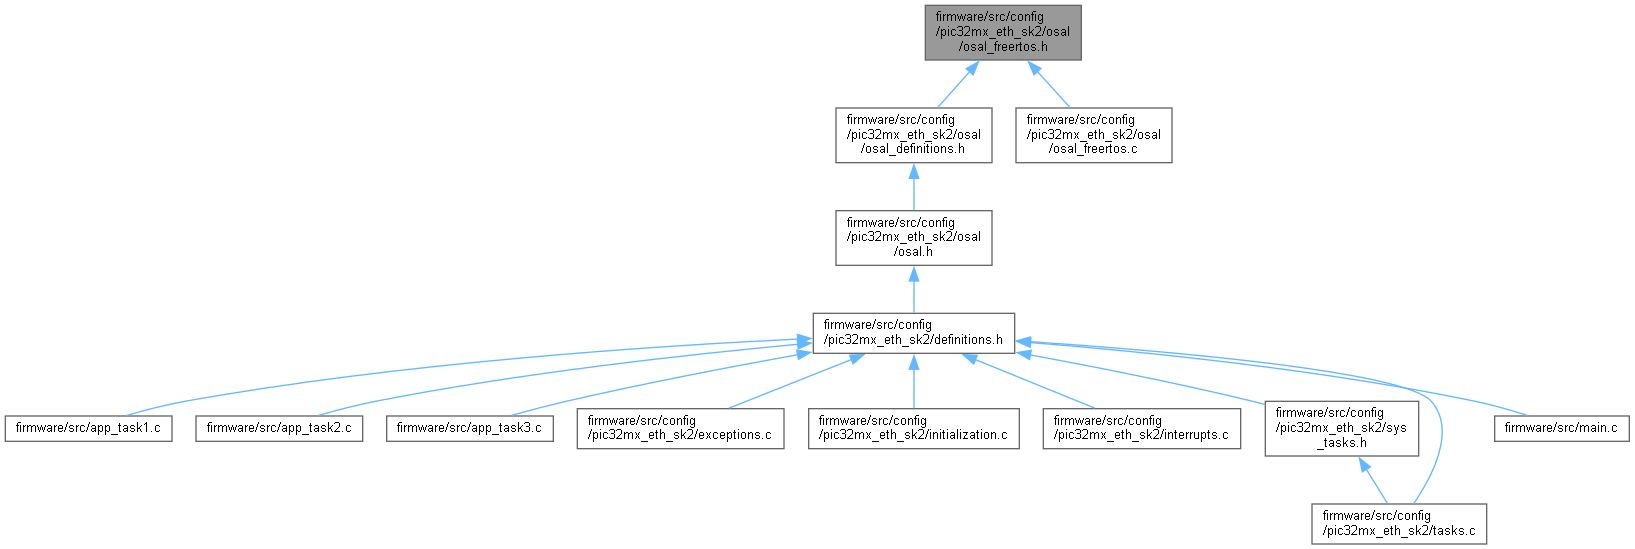 firmware/src/config
/pic32mx_eth_sk2/osal
/osal_freertos.h
firmware/src/config
/pic32mx_eth_sk2/osal
/osal_definitions.h
firmware/src/config
/pic32mx_eth_sk2/osal
/osal_freertos.c
firmware/src/config
/pic32mx_eth_sk2/osal
/osal.h
firmware/src/config
/pic32mx_eth_sk2/definitions.h
firmware/src/app_task1.c
firmware/src/app_task2.c
firmware/src/app_task3.c
firmware/src/config
/pic32mx_eth_sk2/exceptions.c
firmware/src/config
/pic32mx_eth_sk2/initialization.c
firmware/src/config
/pic32mx_eth_sk2/interrupts.c
firmware/src/config
/pic32mx_eth_sk2/sys
_tasks.h
firmware/src/main.c
firmware/src/config
/pic32mx_eth_sk2/tasks.c